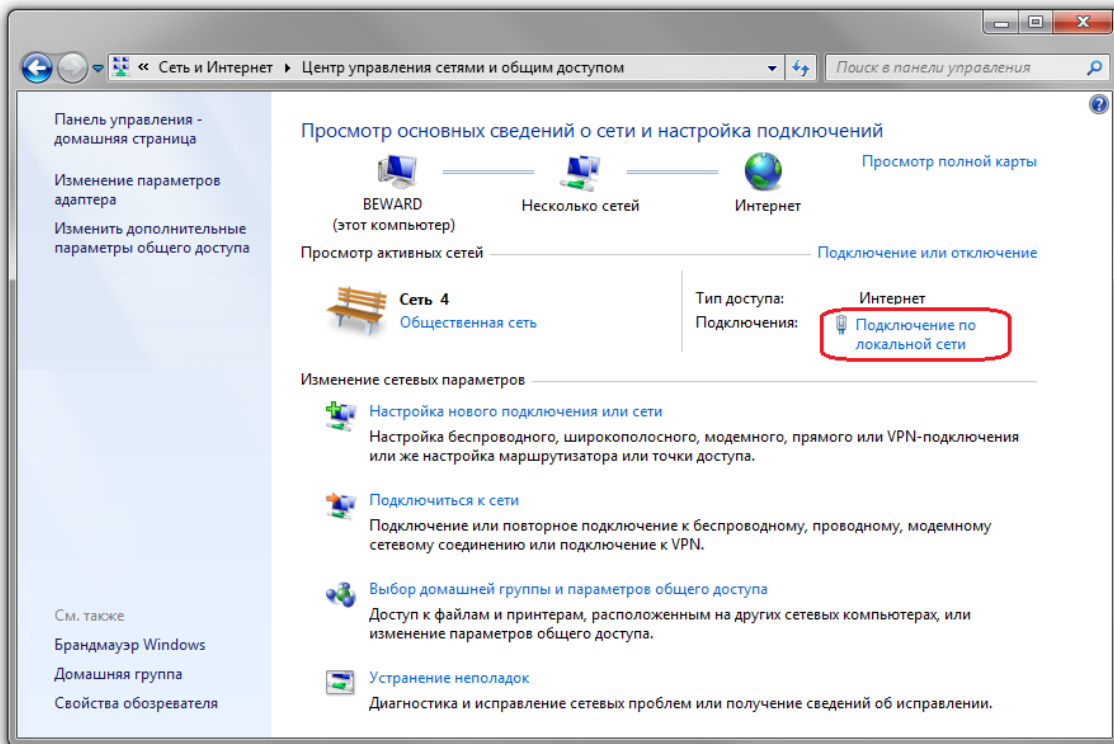 « Сеть и Интернет ▸ Центр управления сетями и общим доступом
Поиск в панели управления
Панель управления -
домашняя страница
Изменение параметров
адаптера
Изменить дополнительные
параметры общего доступа
См. также
Брандмауэр Windows
Домашняя группа
Свойства обозревателя
Просмотр основных сведений о сети и настройка подключений
Просмотр полной карты
BEWARD
(этот компьютер)
Несколько сетей
Интернет
Просмотр активных сетей
Подключение или отключение
Сеть 4
Общественная сеть
Тип доступа: Интернет
Подключения: Подключение по
локальной сети
Изменение сетевых параметров
Настройка нового подключения или сети
Настройка беспроводного, широкополосного, модемного, прямого или VPN-подключения
или же настройка маршрутизатора или точки доступа.
Подключиться к сети
Подключение или повторное подключение к беспроводному, проводному, модемному
сетевому соединению или подключение к VPN.
Выбор домашней группы и параметров общего доступа
Доступ к файлам и принтерам, расположенным на других сетевых компьютерах, или
изменение параметров общего доступа.
Устранение неполадок
Диагностика и исправление сетевых проблем или получение сведений об исправлении.